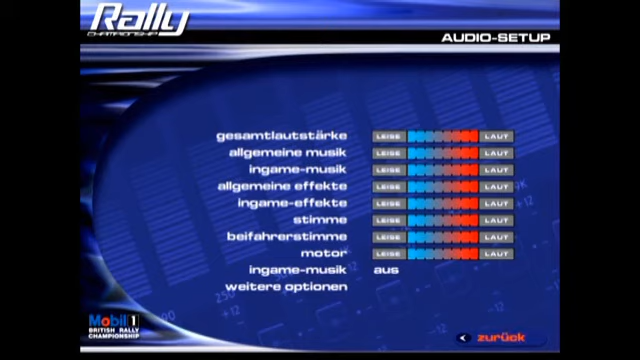 Rally
CHAMPIONSHIP
AUDIO-SETUP
gesamtlautstärke LEISE LAUT
allgemeine musik LEISE LAUT
ingame-musik LEISE LAUT
allgemeine effekte LEISE LAUT
ingame-effekte LEISE LAUT
stimme LEISE LAUT
beifahrerstimme LEISE LAUT
motor LEISE LAUT
ingame-musik aus
weitere optionen
Mobil 1
BRITISH RALLY
CHAMPIONSHIP
< zurück